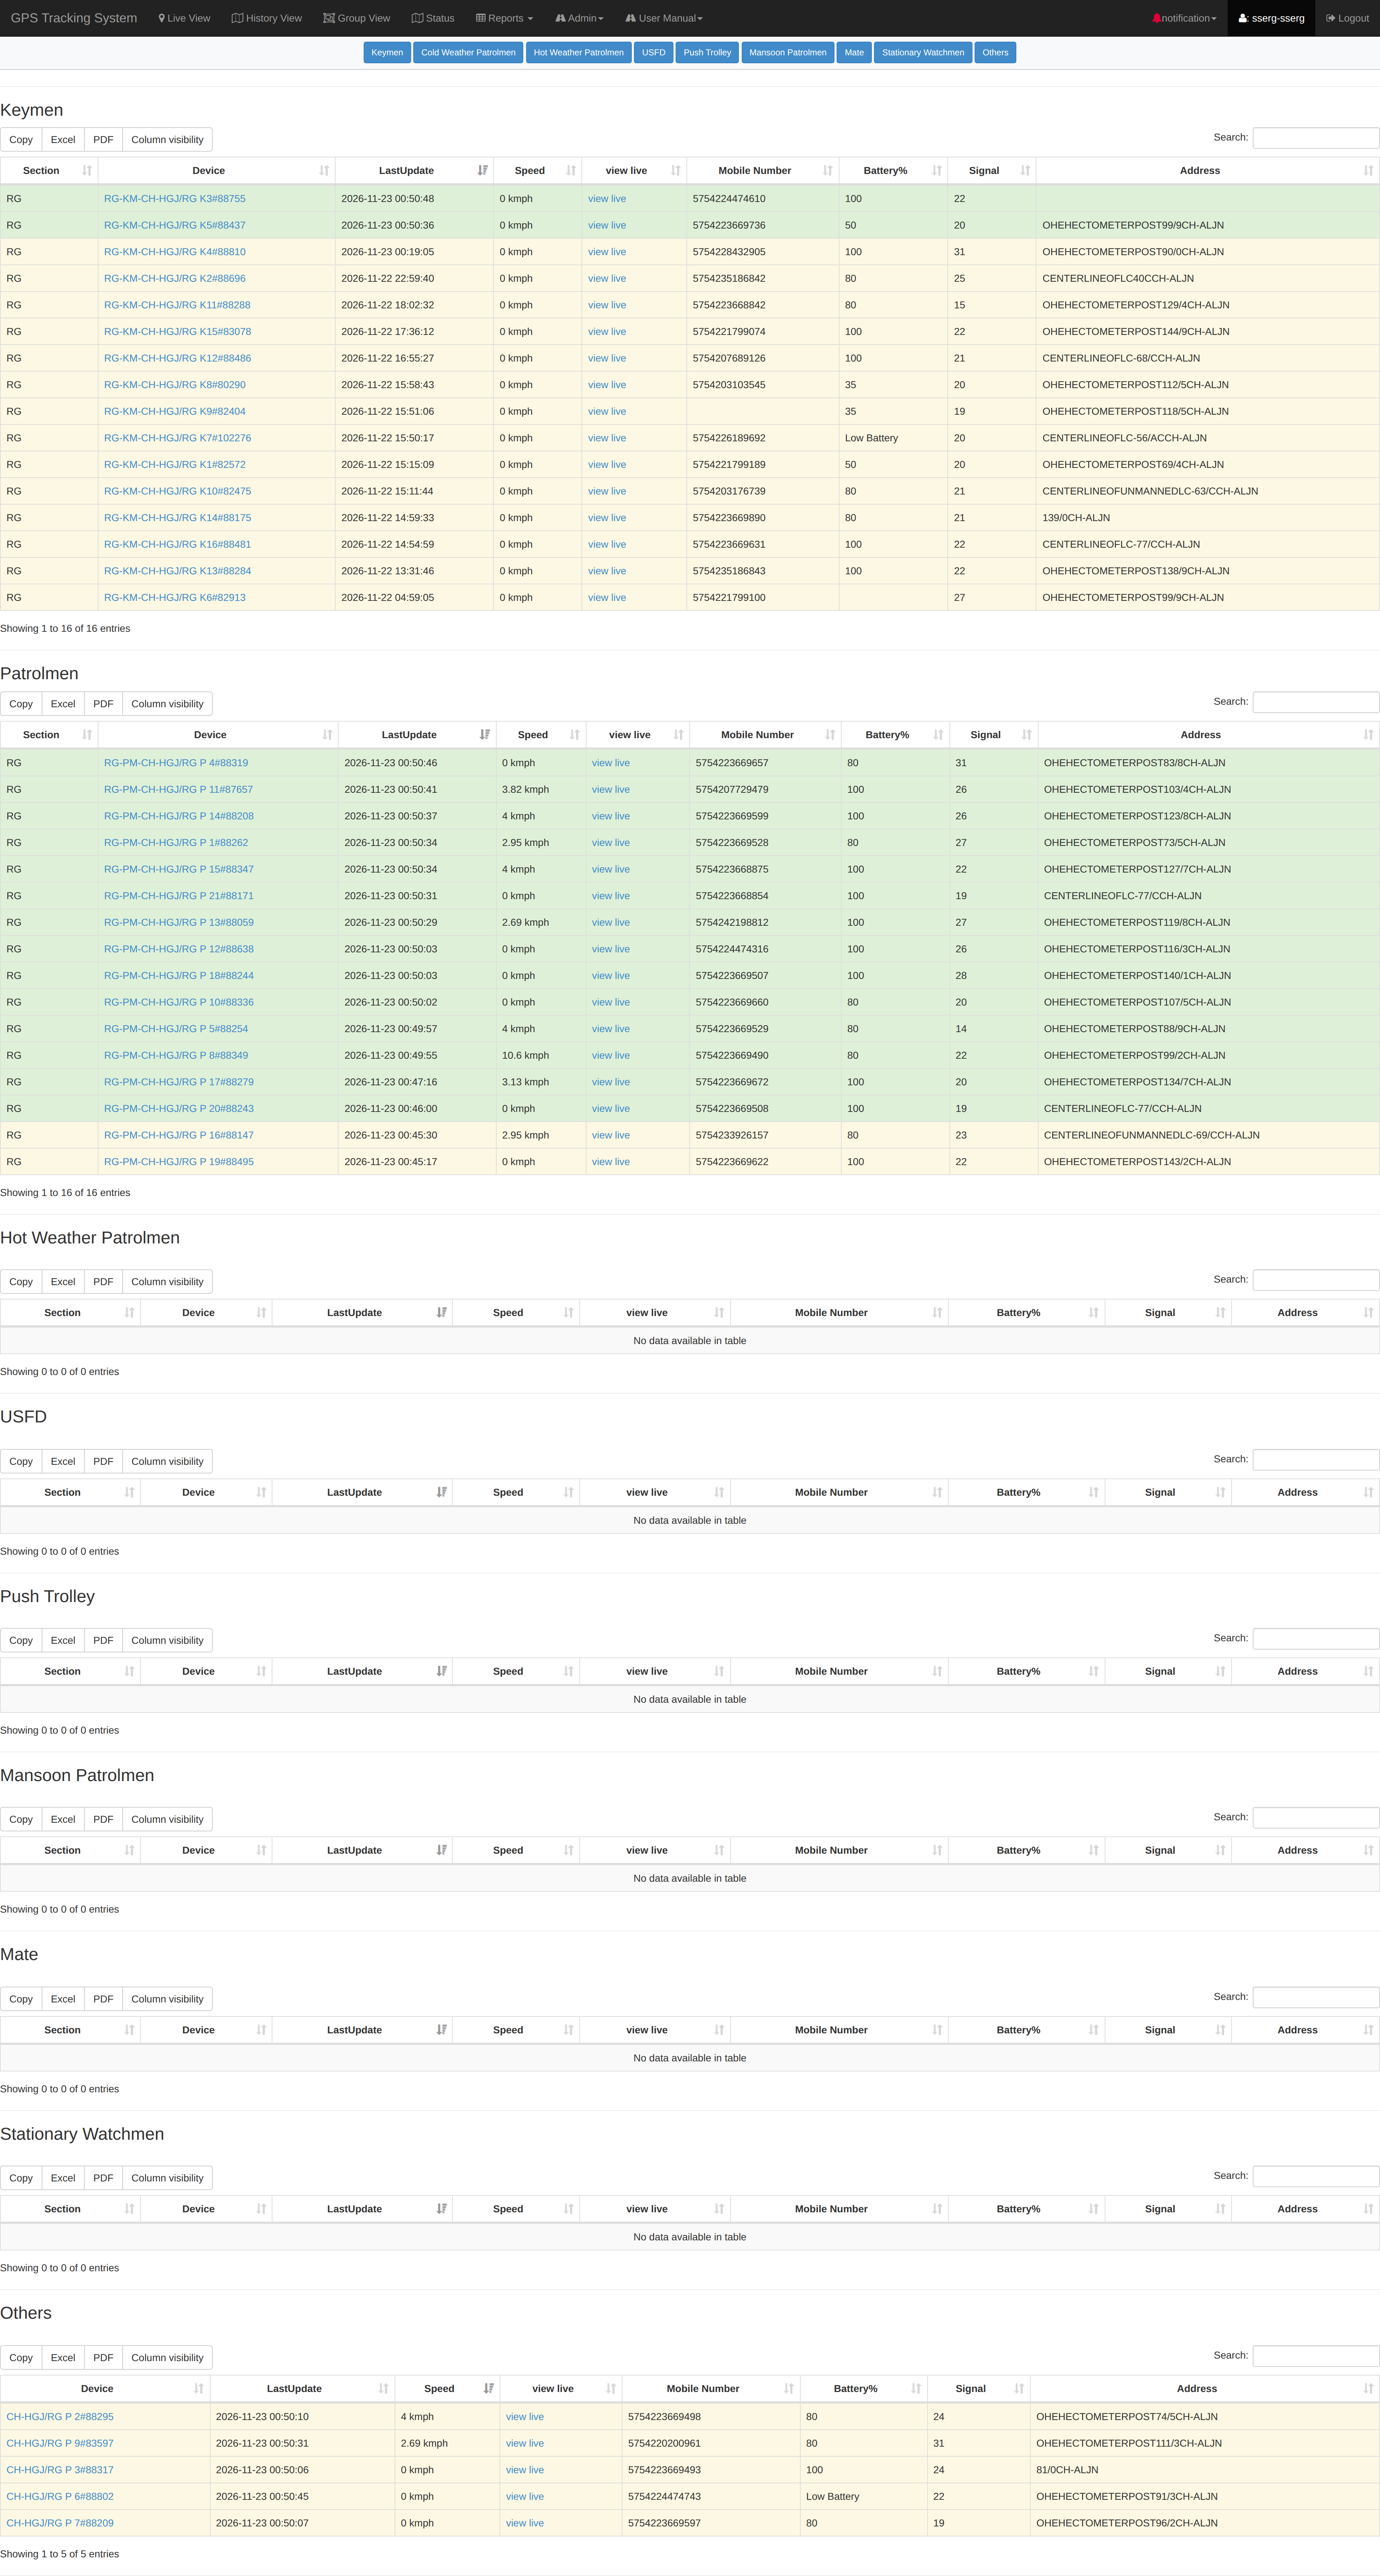 GPS Tracking System Live View History View Group View Status Reports Admin User Manual notification : sserg-sserg Logout
Keymen Cold Weather Patrolmen Hot Weather Patrolmen USFD Push Trolley Mansoon Patrolmen Mate Stationary Watchmen Others
Keymen
Copy Excel PDF Column visibility Search:
Section Device LastUpdate Speed view live Mobile Number Battery% Signal Address
RG RG-KM-CH-HGJ/RG K3#88755 2026-11-23 00:50:48 0 kmph view live 5754224474610 100 22
RG RG-KM-CH-HGJ/RG K5#88437 2026-11-23 00:50:36 0 kmph view live 5754223669736 50 20 OHEHECTOMETERPOST99/9CH-ALJN
RG RG-KM-CH-HGJ/RG K4#88810 2026-11-23 00:19:05 0 kmph view live 5754228432905 100 31 OHEHECTOMETERPOST90/0CH-ALJN
RG RG-KM-CH-HGJ/RG K2#88696 2026-11-22 22:59:40 0 kmph view live 5754235186842 80 25 CENTERLINEOFLC40CCH-ALJN
RG RG-KM-CH-HGJ/RG K11#88288 2026-11-22 18:02:32 0 kmph view live 5754223668842 80 15 OHEHECTOMETERPOST129/4CH-ALJN
RG RG-KM-CH-HGJ/RG K15#83078 2026-11-22 17:36:12 0 kmph view live 5754221799074 100 22 OHEHECTOMETERPOST144/9CH-ALJN
RG RG-KM-CH-HGJ/RG K12#88486 2026-11-22 16:55:27 0 kmph view live 5754207689126 100 21 CENTERLINEOFLC-68/CCH-ALJN
RG RG-KM-CH-HGJ/RG K8#80290 2026-11-22 15:58:43 0 kmph view live 5754203103545 35 20 OHEHECTOMETERPOST112/5CH-ALJN
RG RG-KM-CH-HGJ/RG K9#82404 2026-11-22 15:51:06 0 kmph view live 35 19 OHEHECTOMETERPOST118/5CH-ALJN
RG RG-KM-CH-HGJ/RG K7#102276 2026-11-22 15:50:17 0 kmph view live 5754226189692 Low Battery 20 CENTERLINEOFLC-56/ACCH-ALJN
RG RG-KM-CH-HGJ/RG K1#82572 2026-11-22 15:15:09 0 kmph view live 5754221799189 50 20 OHEHECTOMETERPOST69/4CH-ALJN
RG RG-KM-CH-HGJ/RG K10#82475 2026-11-22 15:11:44 0 kmph view live 5754203176739 80 21 CENTERLINEOFUNMANNEDLC-63/CCH-ALJN
RG RG-KM-CH-HGJ/RG K14#88175 2026-11-22 14:59:33 0 kmph view live 5754223669890 80 21 139/0CH-ALJN
RG RG-KM-CH-HGJ/RG K16#88481 2026-11-22 14:54:59 0 kmph view live 5754223669631 100 22 CENTERLINEOFLC-77/CCH-ALJN
RG RG-KM-CH-HGJ/RG K13#88284 2026-11-22 13:31:46 0 kmph view live 5754235186843 100 22 OHEHECTOMETERPOST138/9CH-ALJN
RG RG-KM-CH-HGJ/RG K6#82913 2026-11-22 04:59:05 0 kmph view live 5754221799100 27 OHEHECTOMETERPOST99/9CH-ALJN
Showing 1 to 16 of 16 entries
Patrolmen
Copy Excel PDF Column visibility Search:
Section Device LastUpdate Speed view live Mobile Number Battery% Signal Address
RG RG-PM-CH-HGJ/RG P 4#88319 2026-11-23 00:50:46 0 kmph view live 5754223669657 80 31 OHEHECTOMETERPOST83/8CH-ALJN
RG RG-PM-CH-HGJ/RG P 11#87657 2026-11-23 00:50:41 3.82 kmph view live 5754207729479 100 26 OHEHECTOMETERPOST103/4CH-ALJN
RG RG-PM-CH-HGJ/RG P 14#88208 2026-11-23 00:50:37 4 kmph view live 5754223669599 100 26 OHEHECTOMETERPOST123/8CH-ALJN
RG RG-PM-CH-HGJ/RG P 1#88262 2026-11-23 00:50:34 2.95 kmph view live 5754223669528 80 27 OHEHECTOMETERPOST73/5CH-ALJN
RG RG-PM-CH-HGJ/RG P 15#88347 2026-11-23 00:50:34 4 kmph view live 5754223668875 100 22 OHEHECTOMETERPOST127/7CH-ALJN
RG RG-PM-CH-HGJ/RG P 21#88171 2026-11-23 00:50:31 0 kmph view live 5754223668854 100 19 CENTERLINEOFLC-77/CCH-ALJN
RG RG-PM-CH-HGJ/RG P 13#88059 2026-11-23 00:50:29 2.69 kmph view live 5754242198812 100 27 OHEHECTOMETERPOST119/8CH-ALJN
RG RG-PM-CH-HGJ/RG P 12#88638 2026-11-23 00:50:03 0 kmph view live 5754224474316 100 26 OHEHECTOMETERPOST116/3CH-ALJN
RG RG-PM-CH-HGJ/RG P 18#88244 2026-11-23 00:50:03 0 kmph view live 5754223669507 100 28 OHEHECTOMETERPOST140/1CH-ALJN
RG RG-PM-CH-HGJ/RG P 10#88336 2026-11-23 00:50:02 0 kmph view live 5754223669660 80 20 OHEHECTOMETERPOST107/5CH-ALJN
RG RG-PM-CH-HGJ/RG P 5#88254 2026-11-23 00:49:57 4 kmph view live 5754223669529 80 14 OHEHECTOMETERPOST88/9CH-ALJN
RG RG-PM-CH-HGJ/RG P 8#88349 2026-11-23 00:49:55 10.6 kmph view live 5754223669490 80 22 OHEHECTOMETERPOST99/2CH-ALJN
RG RG-PM-CH-HGJ/RG P 17#88279 2026-11-23 00:47:16 3.13 kmph view live 5754223669672 100 20 OHEHECTOMETERPOST134/7CH-ALJN
RG RG-PM-CH-HGJ/RG P 20#88243 2026-11-23 00:46:00 0 kmph view live 5754223669508 100 19 CENTERLINEOFLC-77/CCH-ALJN
RG RG-PM-CH-HGJ/RG P 16#88147 2026-11-23 00:45:30 2.95 kmph view live 5754233926157 80 23 CENTERLINEOFUNMANNEDLC-69/CCH-ALJN
RG RG-PM-CH-HGJ/RG P 19#88495 2026-11-23 00:45:17 0 kmph view live 5754223669622 100 22 OHEHECTOMETERPOST143/2CH-ALJN
Showing 1 to 16 of 16 entries
Hot Weather Patrolmen
Copy Excel PDF Column visibility Search:
Section Device LastUpdate Speed view live Mobile Number Battery% Signal Address
No data available in table
Showing 0 to 0 of 0 entries
USFD
Copy Excel PDF Column visibility Search:
Section Device LastUpdate Speed view live Mobile Number Battery% Signal Address
No data available in table
Showing 0 to 0 of 0 entries
Push Trolley
Copy Excel PDF Column visibility Search:
Section Device LastUpdate Speed view live Mobile Number Battery% Signal Address
No data available in table
Showing 0 to 0 of 0 entries
Mansoon Patrolmen
Copy Excel PDF Column visibility Search:
Section Device LastUpdate Speed view live Mobile Number Battery% Signal Address
No data available in table
Showing 0 to 0 of 0 entries
Mate
Copy Excel PDF Column visibility Search:
Section Device LastUpdate Speed view live Mobile Number Battery% Signal Address
No data available in table
Showing 0 to 0 of 0 entries
Stationary Watchmen
Copy Excel PDF Column visibility Search:
Section Device LastUpdate Speed view live Mobile Number Battery% Signal Address
No data available in table
Showing 0 to 0 of 0 entries
Others
Copy Excel PDF Column visibility Search:
Device LastUpdate Speed view live Mobile Number Battery% Signal Address
CH-HGJ/RG P 2#88295 2026-11-23 00:50:10 4 kmph view live 5754223669498 80 24 OHEHECTOMETERPOST74/5CH-ALJN
CH-HGJ/RG P 9#83597 2026-11-23 00:50:31 2.69 kmph view live 5754220200961 80 31 OHEHECTOMETERPOST111/3CH-ALJN
CH-HGJ/RG P 3#88317 2026-11-23 00:50:06 0 kmph view live 5754223669493 100 24 81/0CH-ALJN
CH-HGJ/RG P 6#88802 2026-11-23 00:50:45 0 kmph view live 5754224474743 Low Battery 22 OHEHECTOMETERPOST91/3CH-ALJN
CH-HGJ/RG P 7#88209 2026-11-23 00:50:07 0 kmph view live 5754223669597 80 19 OHEHECTOMETERPOST96/2CH-ALJN
Showing 1 to 5 of 5 entries